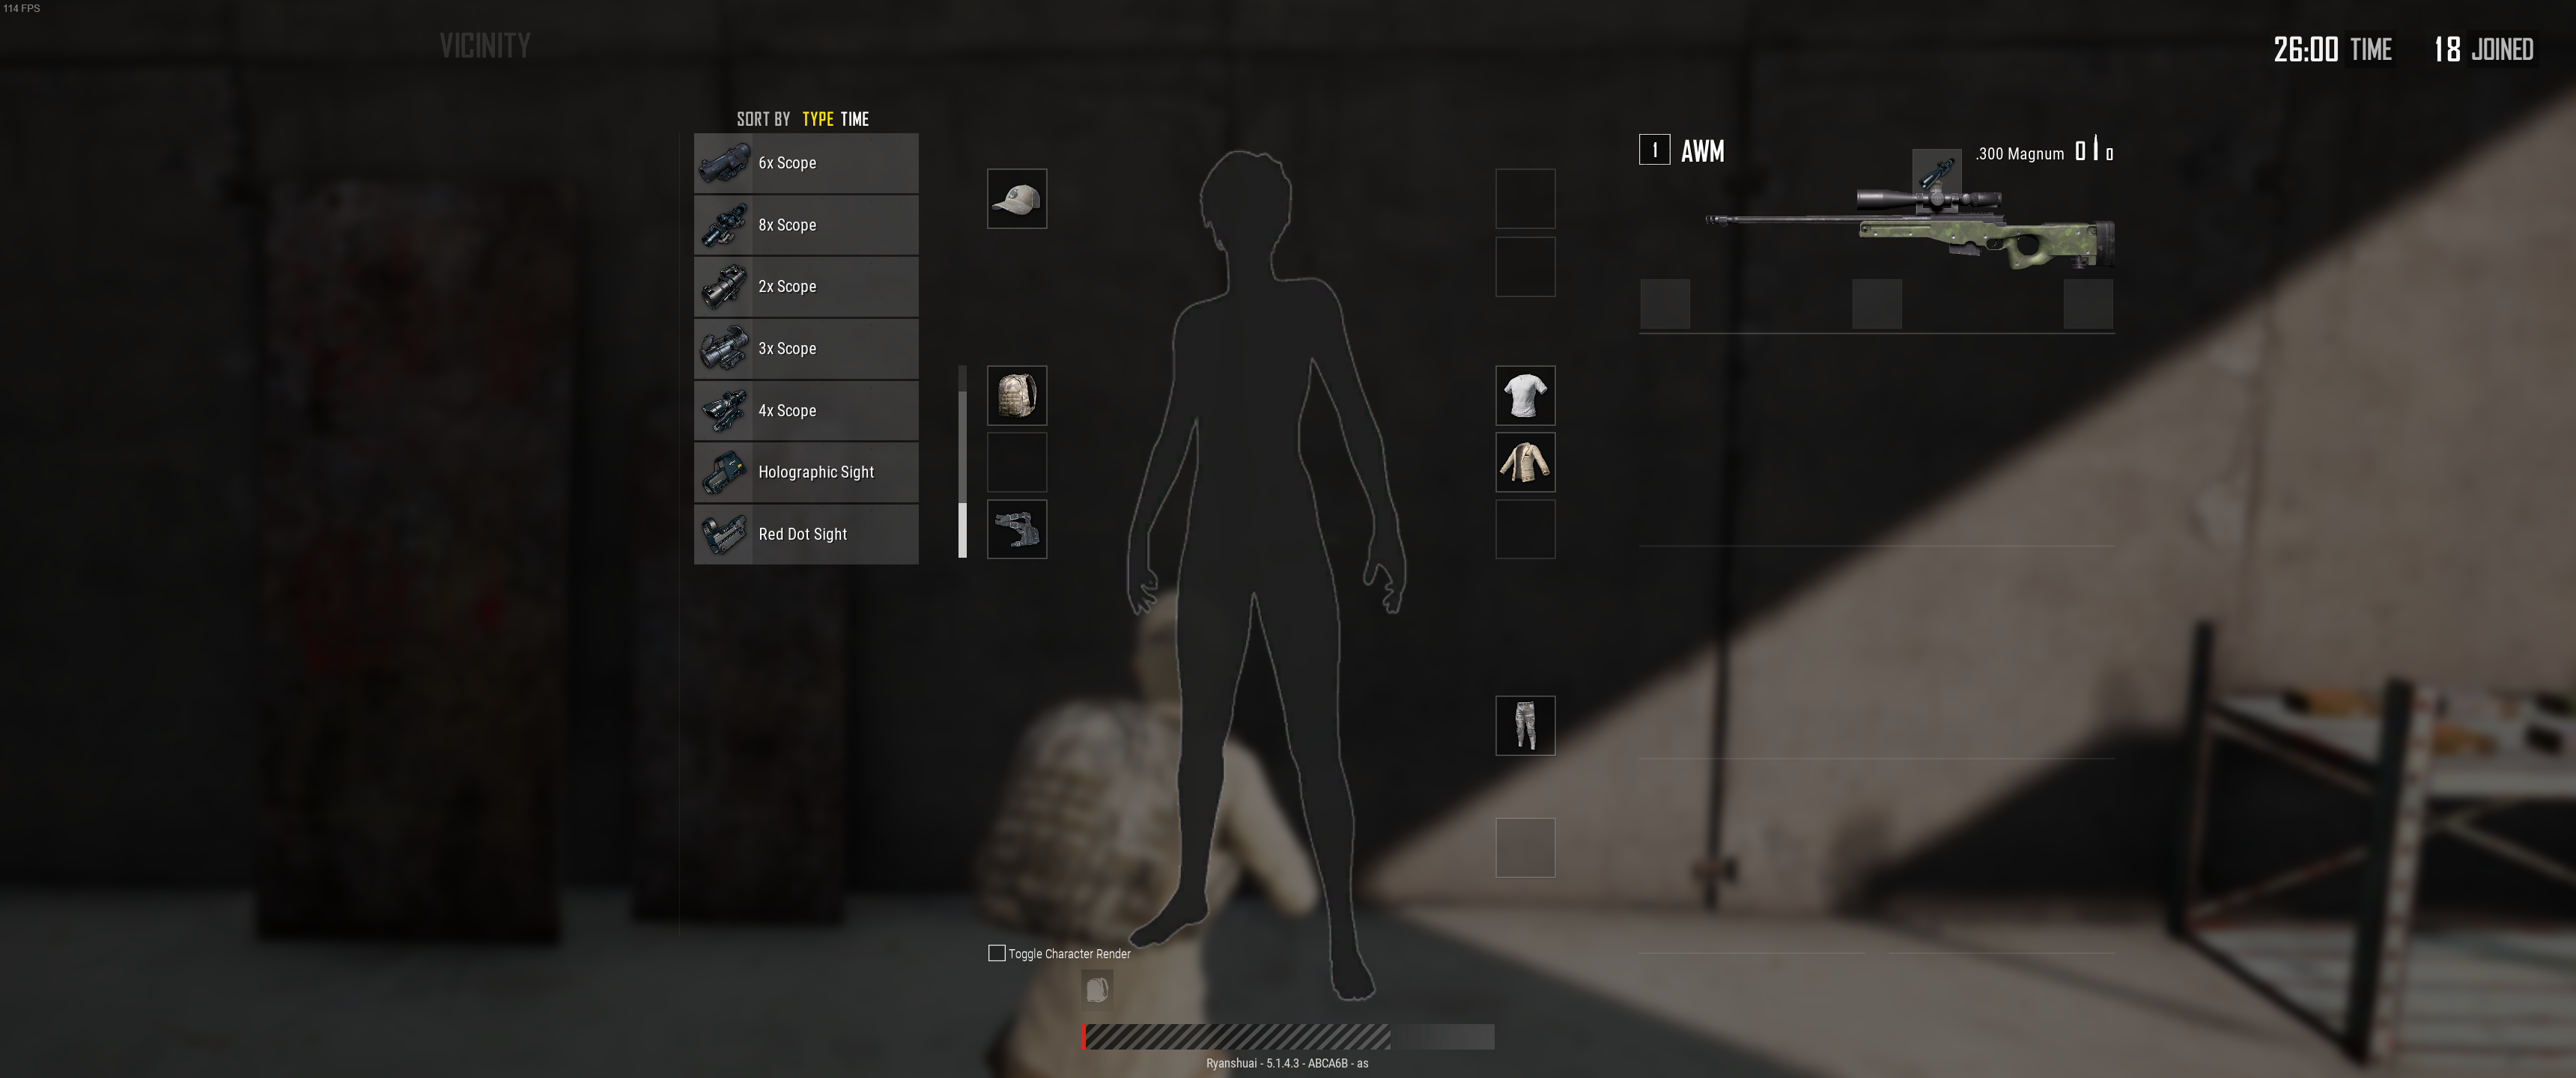 114 FPS
VICINITY
26:00 TIME 18 JOINED
SORT BY TYPE TIME
6x Scope
8x Scope
2x Scope
3x Scope
4x Scope
Holographic Sight
Red Dot Sight
1 AWM
.300 Magnum 0 0
Toggle Character Render
Ryanshuai - 5.1.4.3 - ABCA6B - as